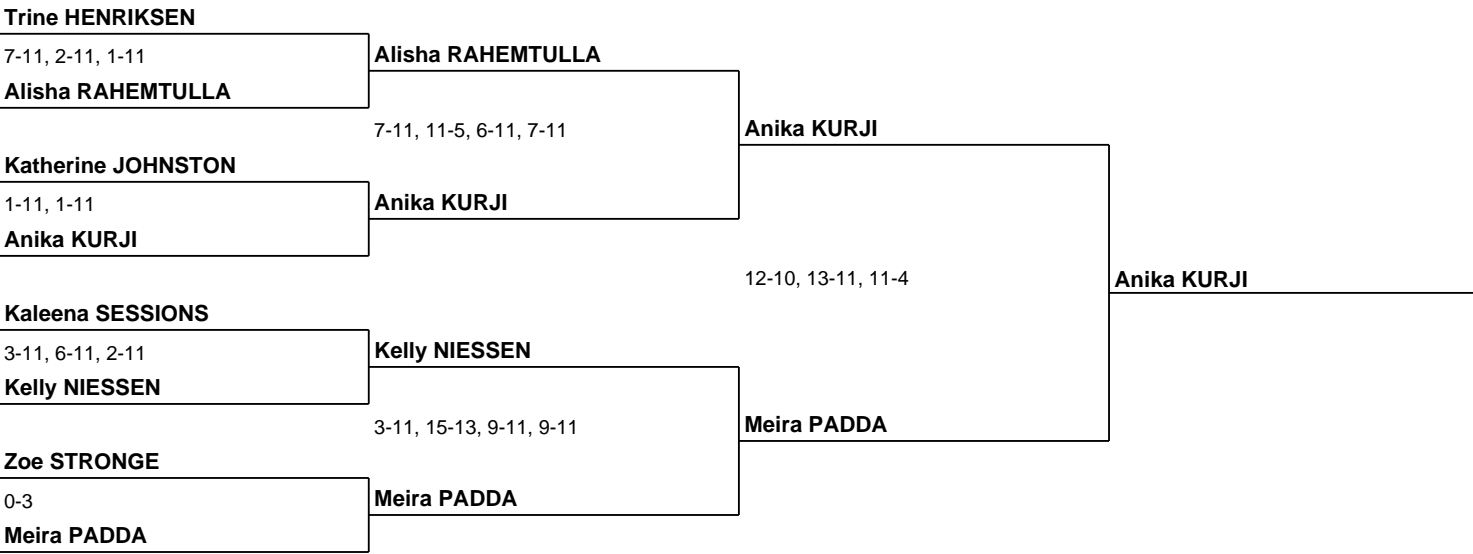 Trine HENRIKSEN
7-11, 2-11, 1-11
Alisha RAHEMTULLA
Katherine JOHNSTON
1-11, 1-11
Anika KURJI
Kaleena SESSIONS
3-11, 6-11, 2-11
Kelly NIESSEN
Zoe STRONGE
0-3
Meira PADDA
Alisha RAHEMTULLA
7-11, 11-5, 6-11, 7-11
Anika KURJI
Kelly NIESSEN
3-11, 15-13, 9-11, 9-11
Meira PADDA
Anika KURJI
12-10, 13-11, 11-4
Meira PADDA
Anika KURJI